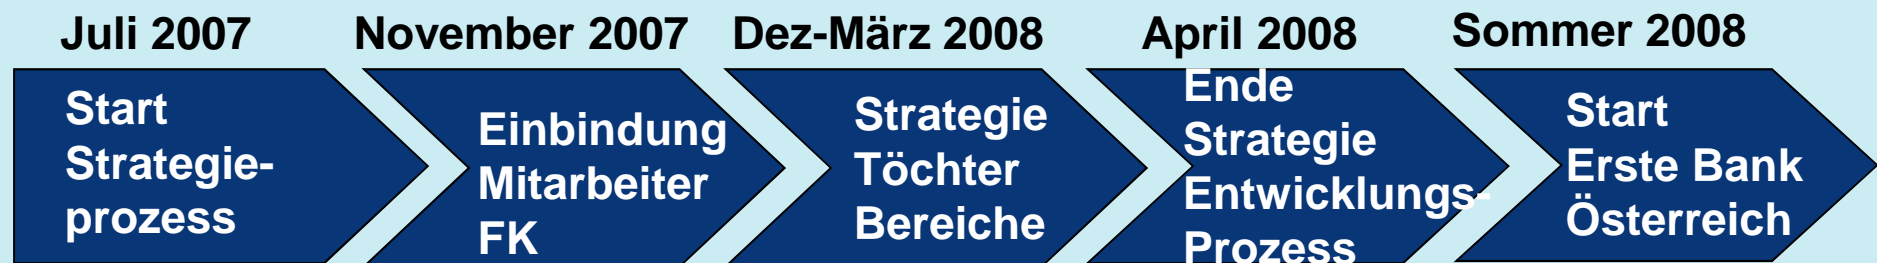 Juli 2007
November 2007
Dez-März 2008
April 2008
Sommer 2008
Start
Strategie-
prozess
Einbindung
Mitarbeiter
FK
Strategie
Töchter
Bereiche
Ende
Strategie
Entwicklungs-
Prozess
Start
Erste Bank
Österreich